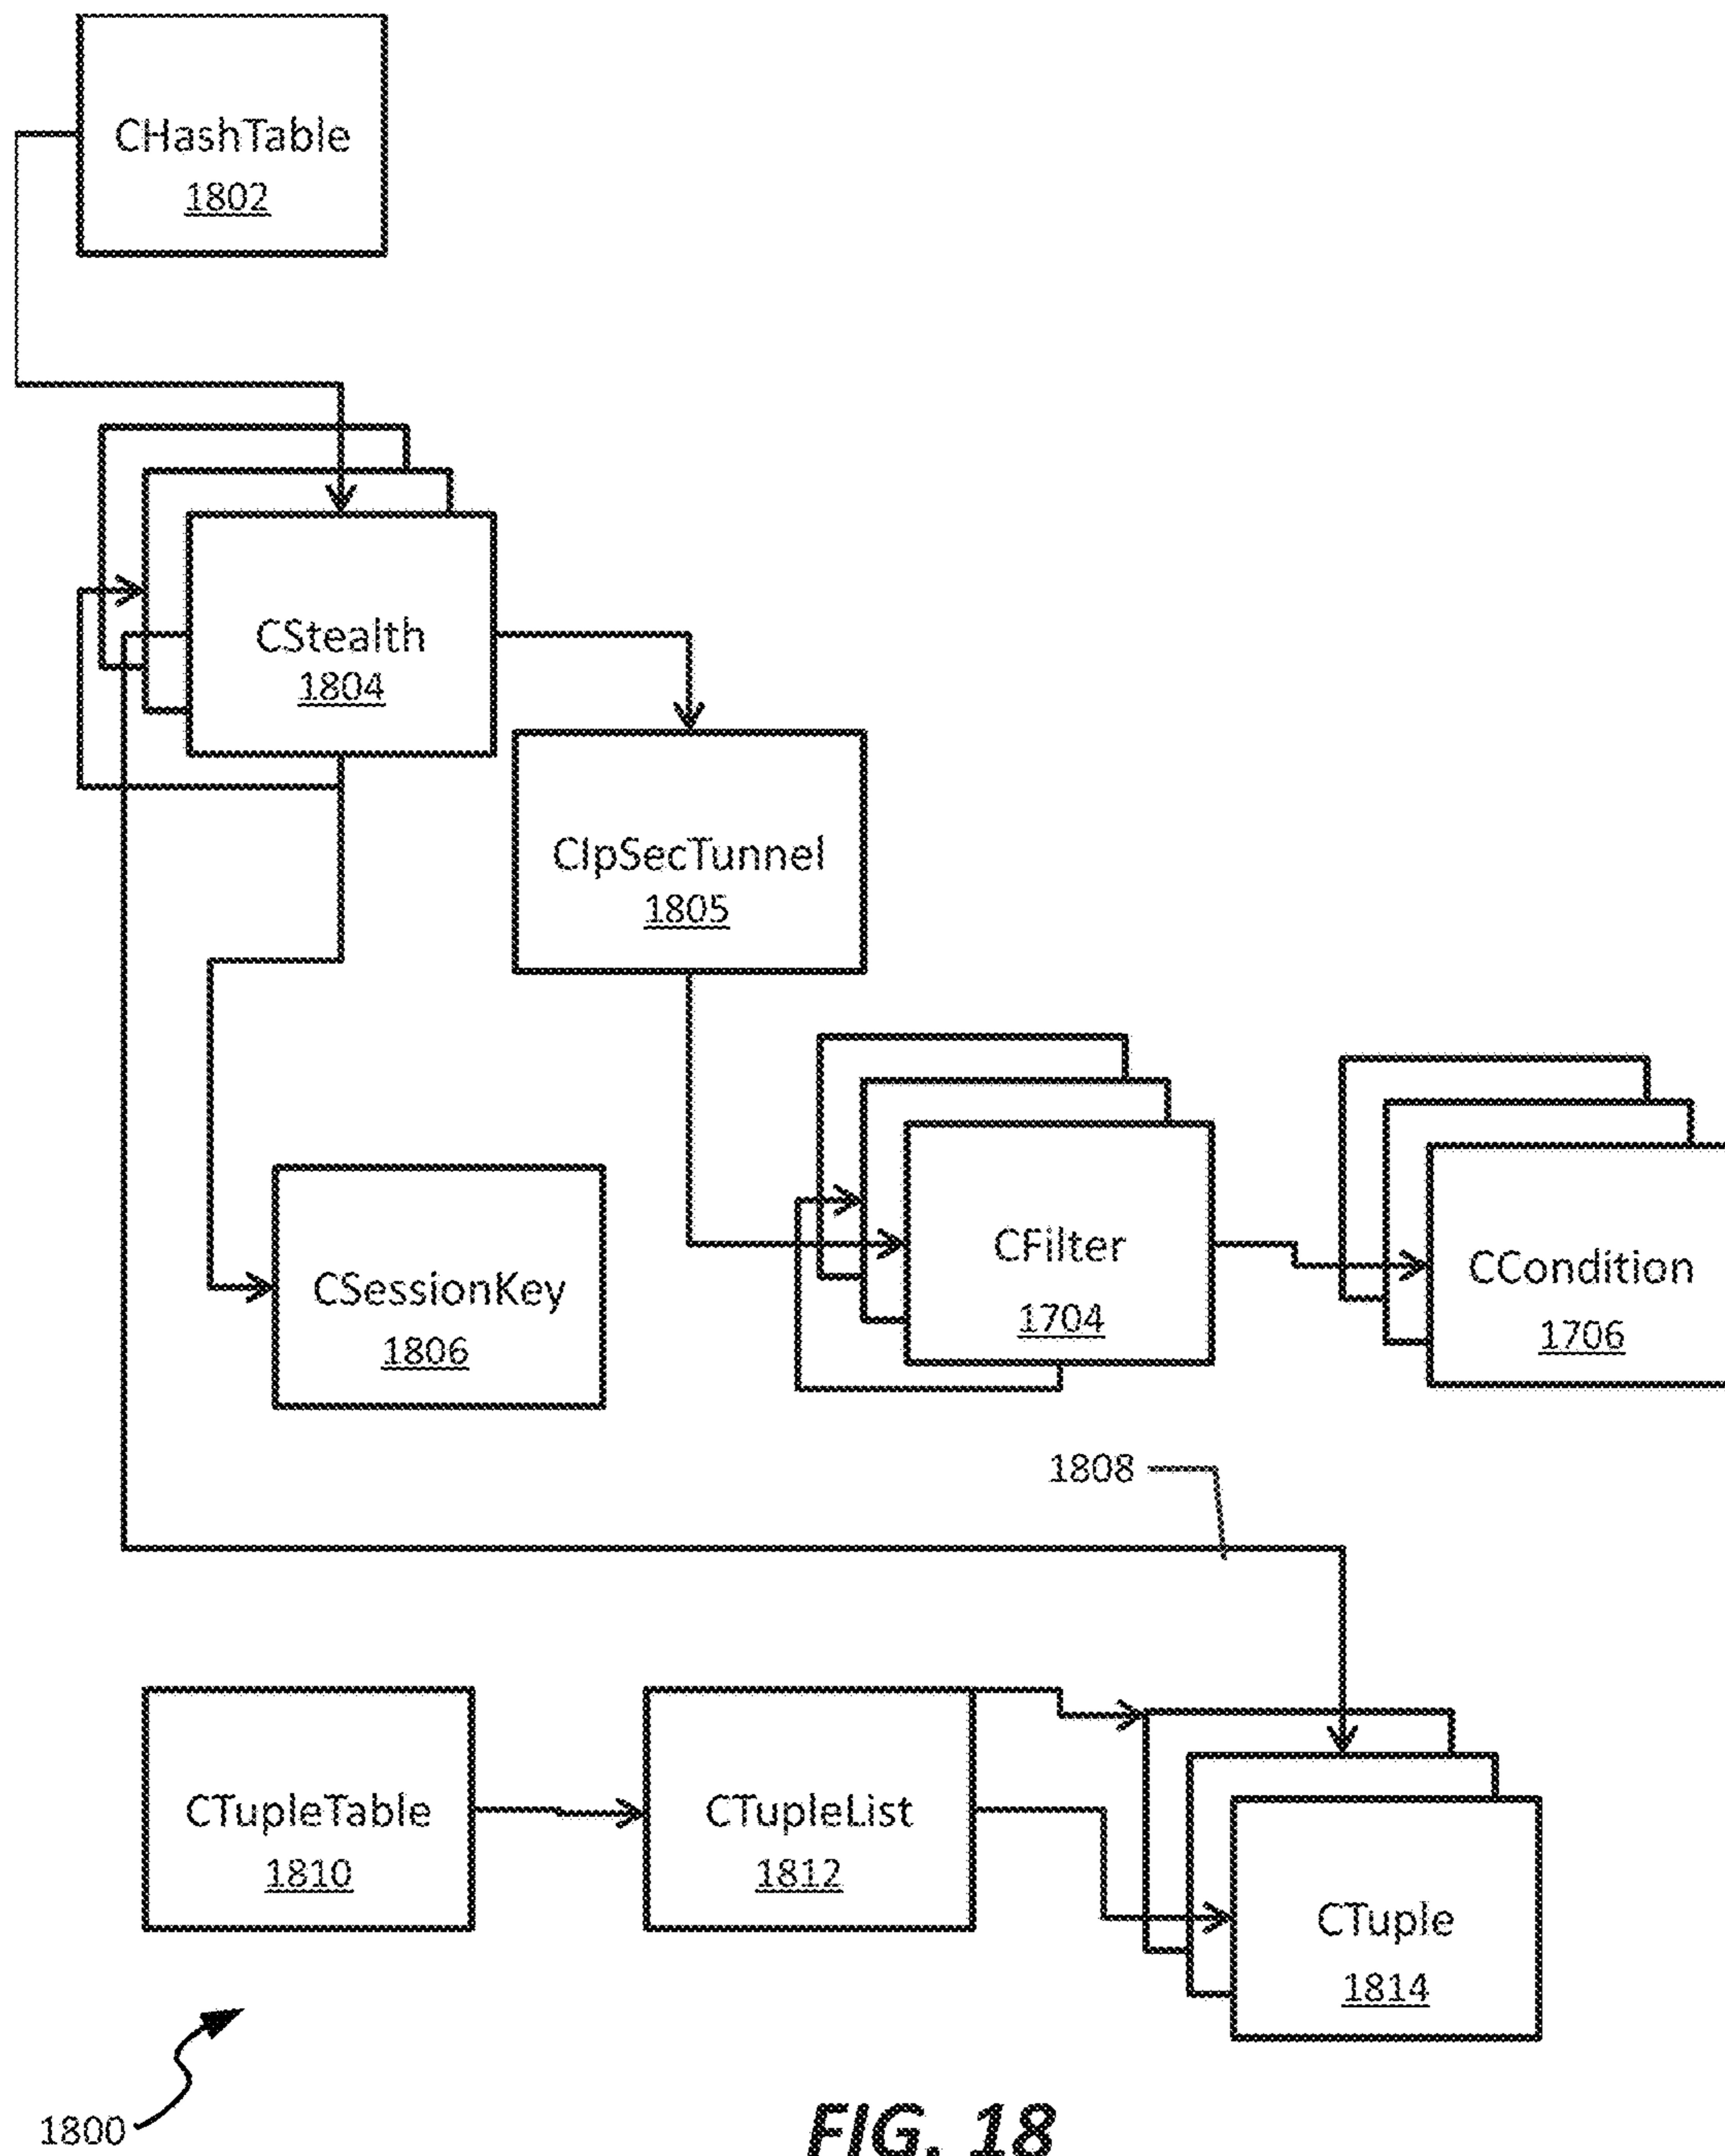 CHashTable
1802
CStealth
1804
CIpSecTunnel
1805
CFilter
1704
CCondition
1706
CSessionKey
1806
1808
CTupleTable
1810
CTupleList
1812
CTuple
1814
1800
FIG. 18